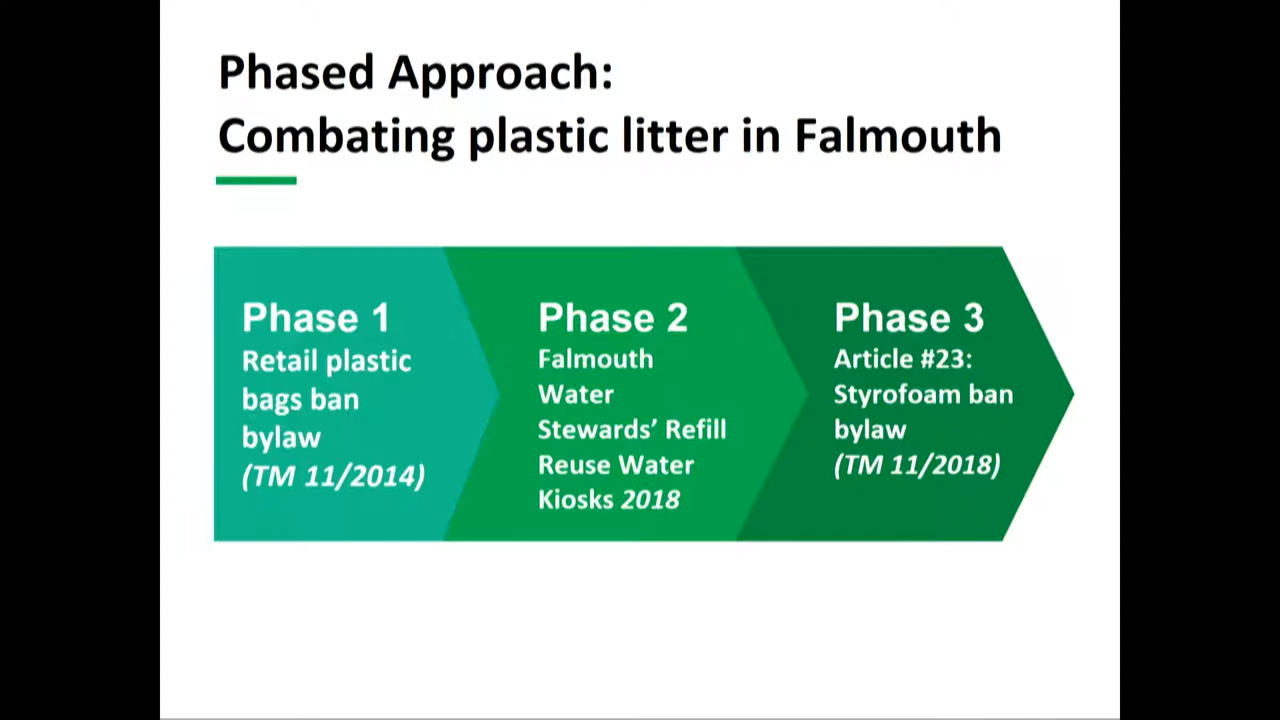 Phased Approach:
Combating plastic litter in Falmouth
Phase 1
Retail plastic
bags ban
bylaw
(TM 11/2014)
Phase 2
Falmouth
Water
Stewards’ Refill
Reuse Water
Kiosks 2018
Phase 3
Article #23:
Styrofoam ban
bylaw
(TM 11/2018)